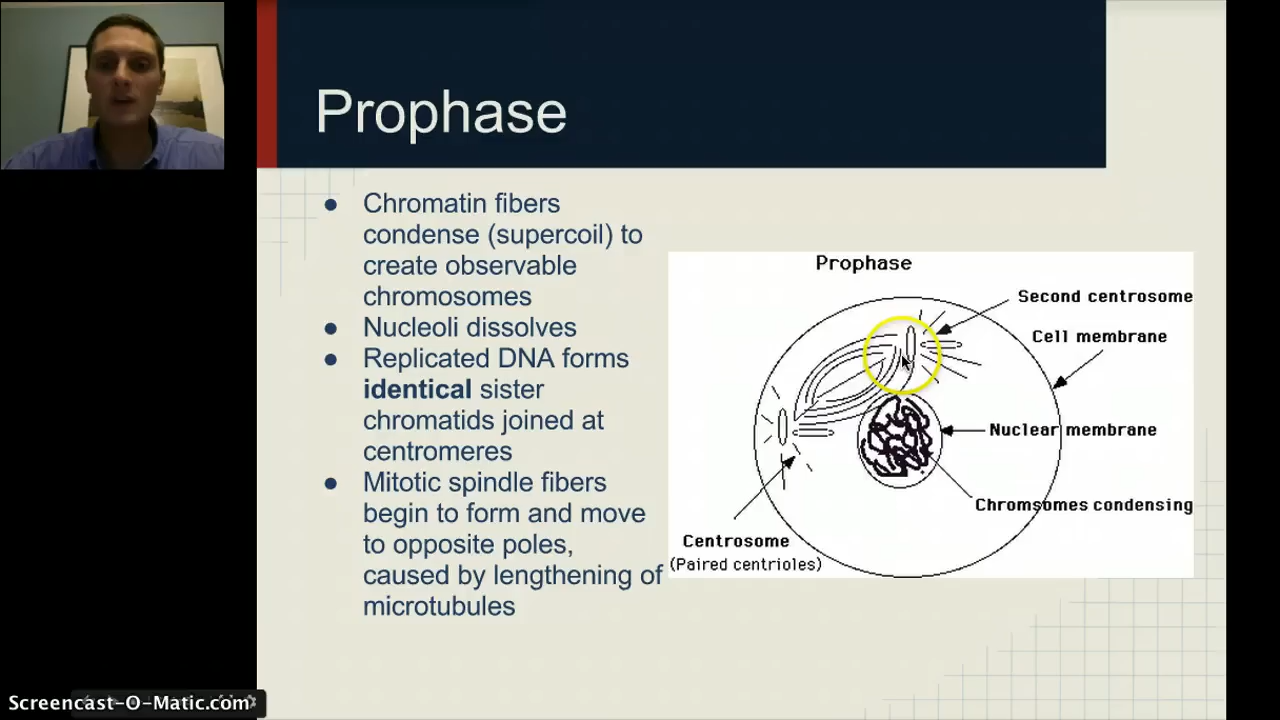 Prophase
● Chromatin fibers
condense (supercoil) to
create observable
chromosomes
● Nucleoli dissolves
● Replicated DNA forms
identical sister
chromatids joined at
centromeres
● Mitotic spindle fibers
begin to form and move
to opposite poles,
caused by lengthening of
microtubules
Prophase
Second centrosome
Cell membrane
Nuclear membrane
Chromsomes condensing
Centrosome
(Paired centrioles)
Screencast-O-Matic.com